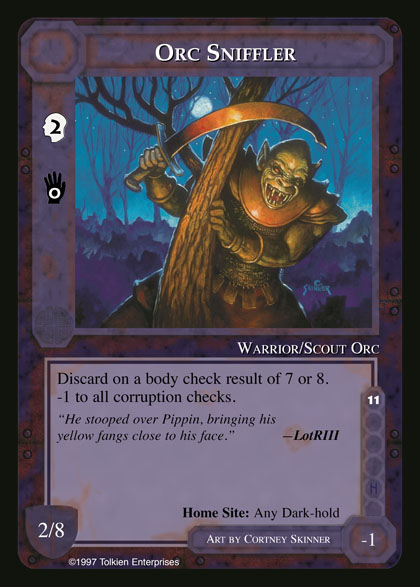 Orc Sniffler
2
Warrior/Scout Orc
Discard on a body check result of 7 or 8.
-1 to all corruption checks.
“He stooped over Pippin, bringing his
yellow fangs close to his face.” —LotRIII
11
H
Home Site: Any Dark-hold
2/8
Art by Cortney Skinner
-1
©1997 Tolkien Enterprises